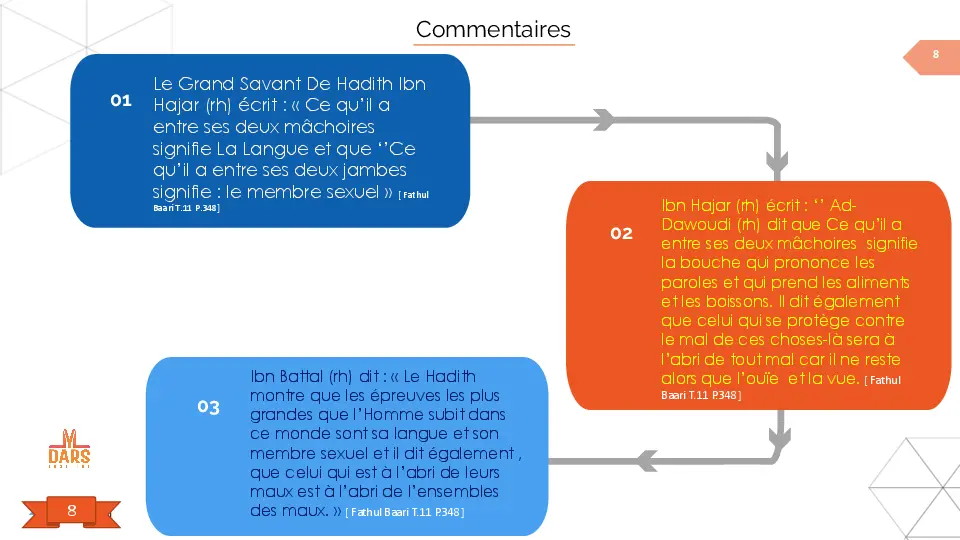 Commentaires
8
01
Le Grand Savant De Hadith Ibn
Hajar (rh) écrit : « Ce qu’il a
entre ses deux mâchoires
signifie La Langue et que ‘’Ce
qu’il a entre ses deux jambes
signifie : le membre sexuel » [ Fathul
Baari T.11 P.348]
02
Ibn Hajar (rh) écrit : ‘’ Ad-
Dawoudi (rh) dit que Ce qu’il a
entre ses deux mâchoires signifie
la bouche qui prononce les
paroles et qui prend les aliments
et les boissons. Il dit également
que celui qui se protège contre
le mal de ces choses-là sera à
l’abri de tout mal car il ne reste
alors que l’ouïe et la vue. [ Fathul
Baari T.11 P.348]
03
Ibn Battal (rh) dit : « Le Hadith
montre que les épreuves les plus
grandes que l’Homme subit dans
ce monde sont sa langue et son
membre sexuel et il dit également ,
que celui qui est à l’abri de leurs
maux est à l’abri de l’ensembles
des maux. » [ Fathul Baari T.11 P.348]
M
DARS
8